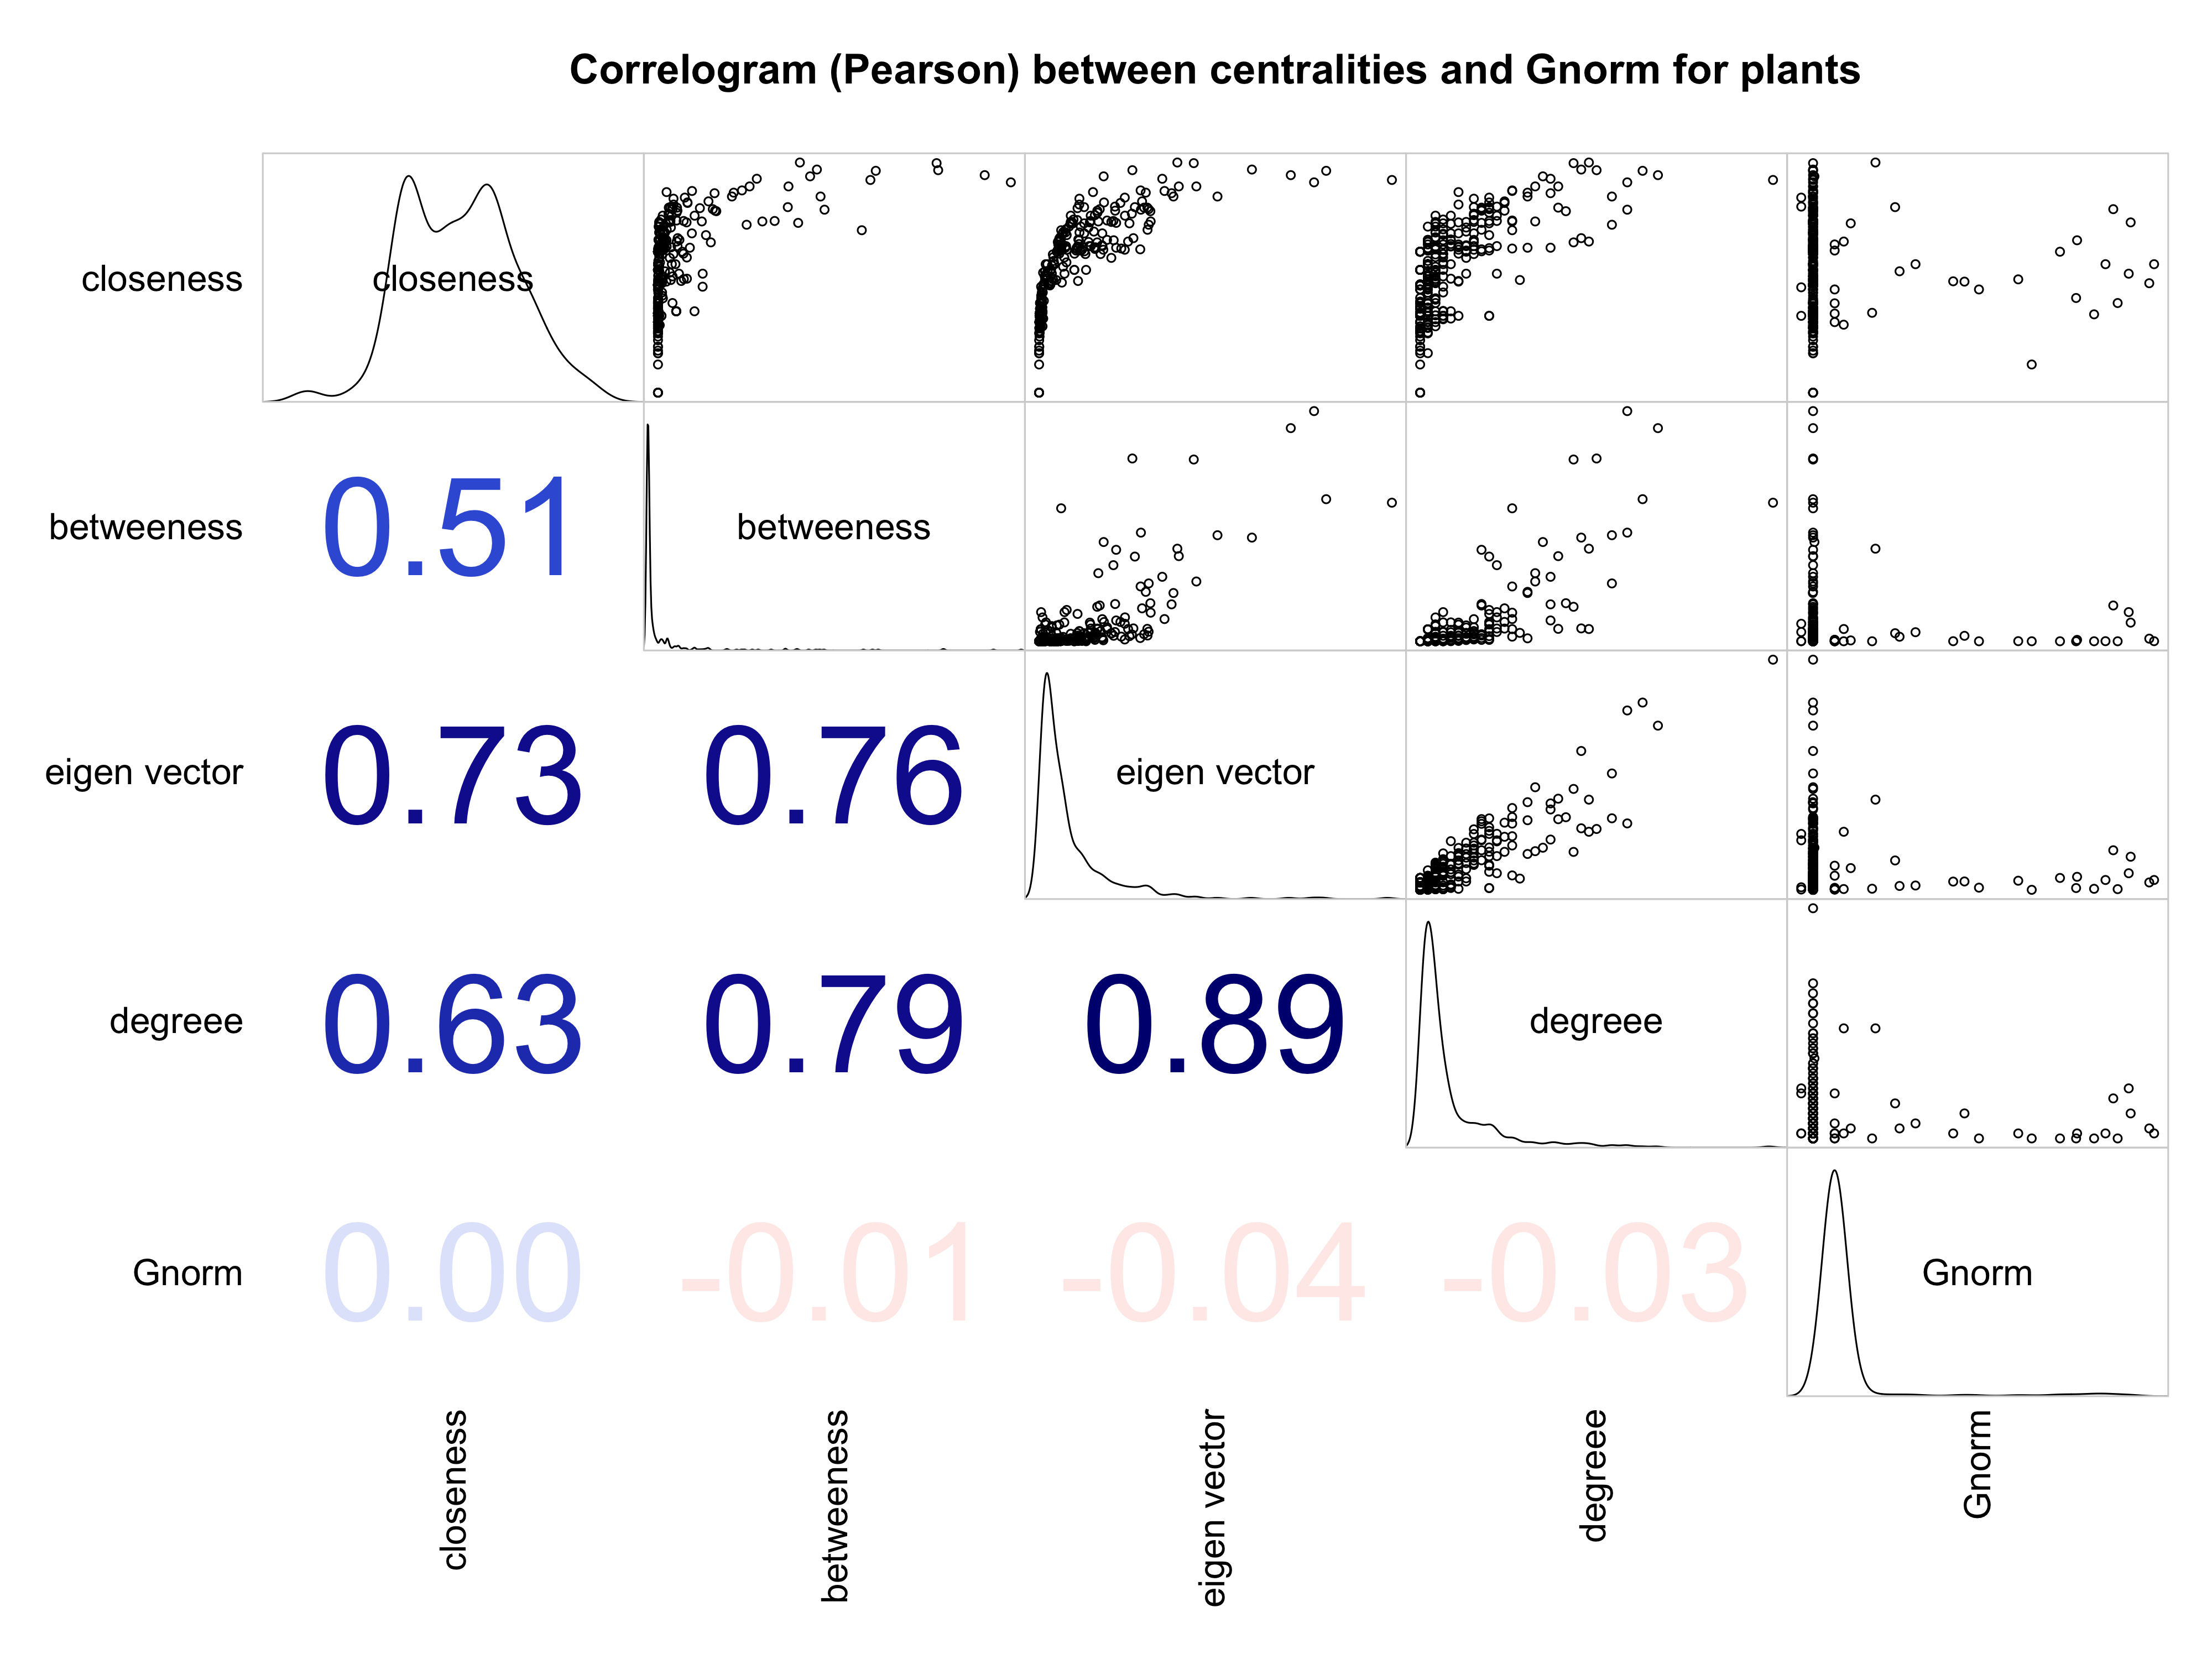 Correlogram (Pearson) between centralities and Gnorm for plants
closeness closeness
betweeness 0.51 betweeness
eigen vector 0.73 0.76 eigen vector
degreee 0.63 0.79 0.89 degreee
Gnorm 0.00 -0.01 -0.04 -0.03 Gnorm
closeness betweeness eigen vector degreee Gnorm